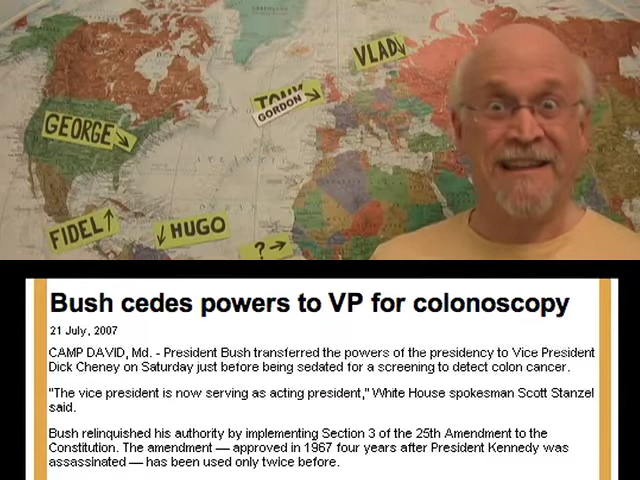 VLAD
TONY
GORDON
GEORGE
FIDEL
HUGO
?
Bush cedes powers to VP for colonoscopy
21 July, 2007
CAMP DAVID, Md. - President Bush transferred the powers of the presidency to Vice President
Dick Cheney on Saturday just before being sedated for a screening to detect colon cancer.
"The vice president is now serving as acting president," White House spokesman Scott Stanzel
said.
Bush relinquished his authority by implementing Section 3 of the 25th Amendment to the
Constitution. The amendment — approved in 1967 four years after President Kennedy was
assassinated — has been used only twice before.